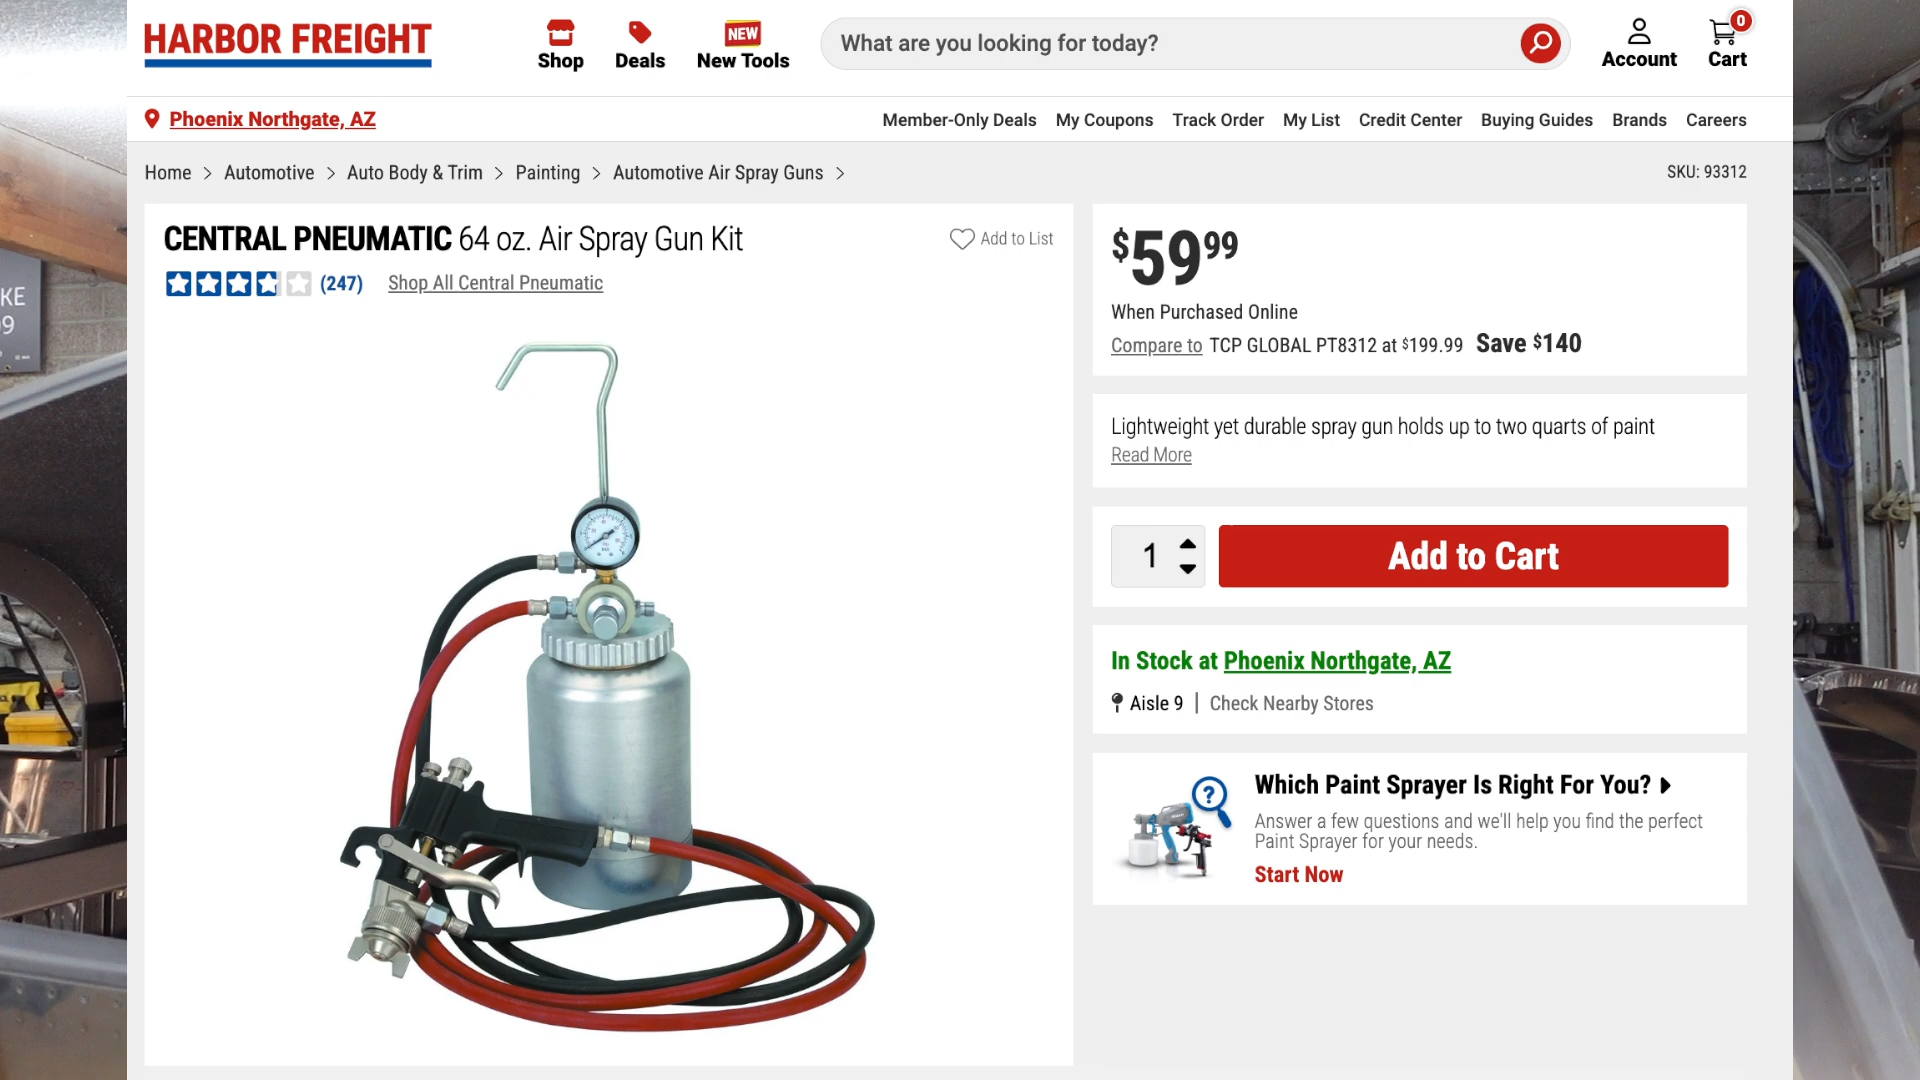 HARBOR FREIGHT
Shop
Deals
NEW
New Tools
What are you looking for today?
Account
0
Cart
Phoenix Northgate, AZ
Member-Only Deals
My Coupons
Track Order
My List
Credit Center
Buying Guides
Brands
Careers
Home > Automotive > Auto Body & Trim > Painting > Automotive Air Spray Guns >
SKU: 93312
CENTRAL PNEUMATIC 64 oz. Air Spray Gun Kit
Add to List
(247)
Shop All Central Pneumatic
$59 99
When Purchased Online
Compare to TCP GLOBAL PT8312 at $199.99 Save $140
Lightweight yet durable spray gun holds up to two quarts of paint
Read More
1
Add to Cart
In Stock at Phoenix Northgate, AZ
Aisle 9 | Check Nearby Stores
?
Which Paint Sprayer Is Right For You?
Answer a few questions and we'll help you find the perfect
Paint Sprayer for your needs.
Start Now
KE
9